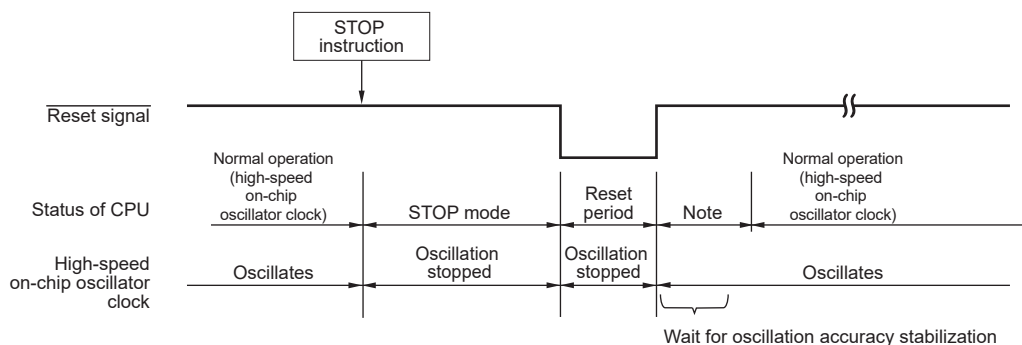 STOP
instruction
Reset signal
Status of CPU
Normal operation
(high-speed
on-chip
oscillator clock)
STOP mode
Reset
period
Note
Normal operation
(high-speed
on-chip
oscillator clock)
High-speed
on-chip oscillator
clock
Oscillates
Oscillation
stopped
Oscillation
stopped
Oscillates
Wait for oscillation accuracy stabilization